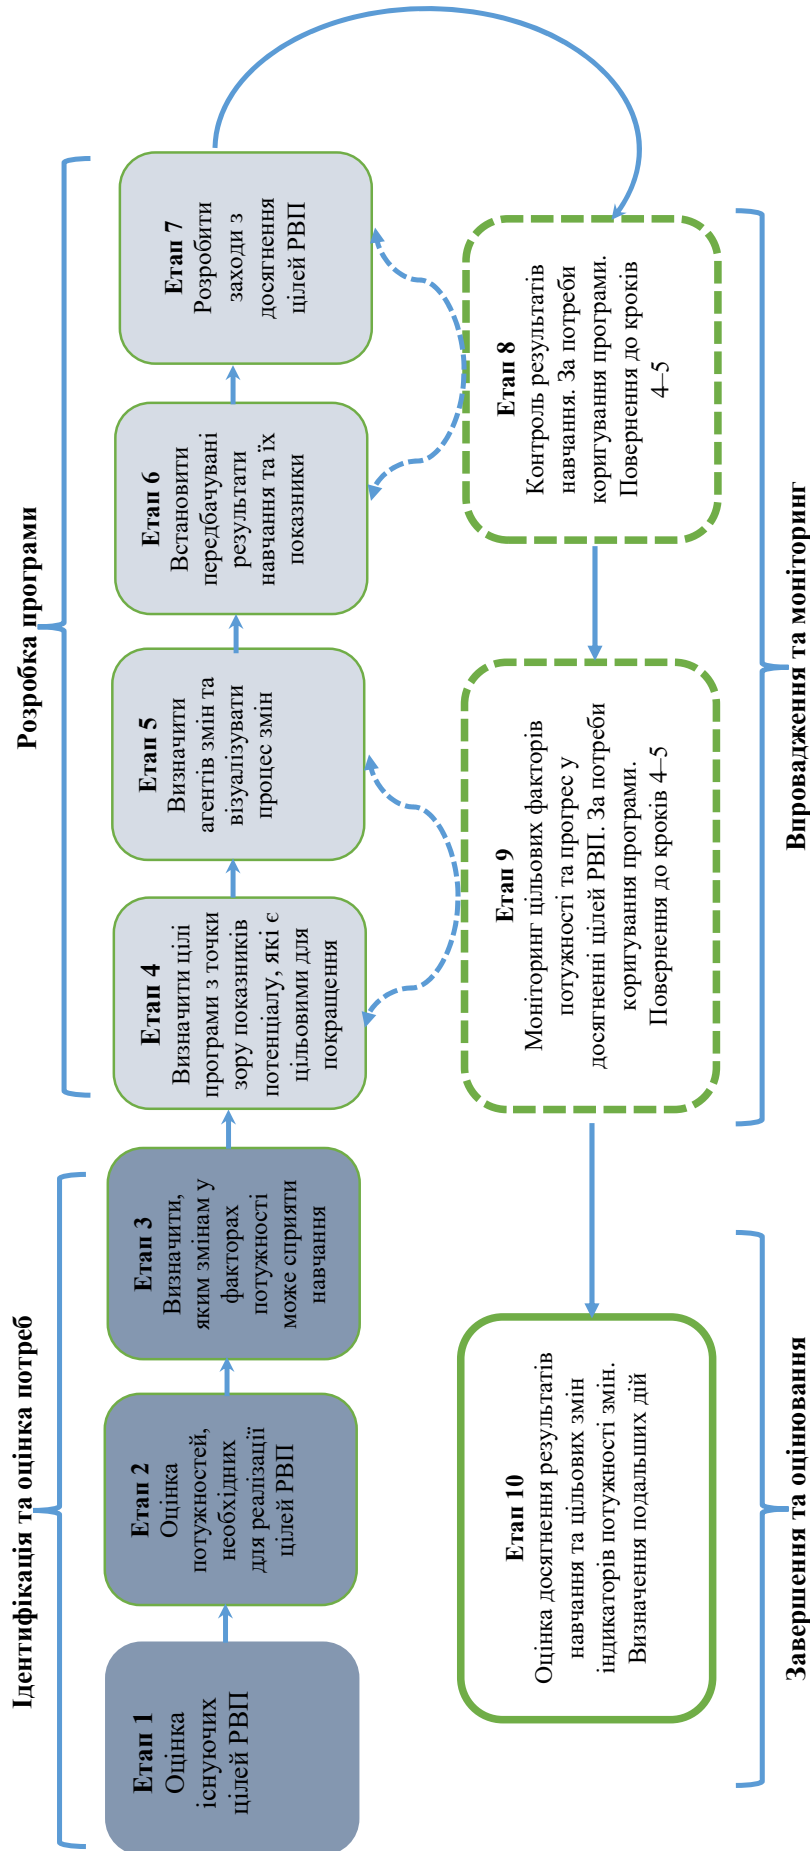 Ідентифікація та оцінка потреб
Розробка програми
Етап 1
Оцінка
існуючих
цілей РВП
Етап 2
Оцінка
потужностей,
необхідних
для реалізації
цілей РВП
Етап 3
Визначити,
яким змінам у
факторах
потужності
може сприяти
навчання
Етап 4
Визначити цілі
програми з точки
зору показників
потенціалу, які є
цільовими для
покращення
Етап 5
Визначити
агентів змін та
візуалізувати
процес змін
Етап 6
Встановити
передбачувані
результати
навчання та їх
показники
Етап 7
Розробити
заходи з
досягнення
цілей РВП
Етап 8
Контроль результатів
навчання. За потреби
коригування програми.
Повернення до кроків
4–5
Етап 9
Моніторинг цільових факторів
потужності та прогрес у
досягненні цілей РВП. За потреби
коригування програми.
Повернення до кроків 4–5
Етап 10
Оцінка досягнення результатів
навчання та цільових змін
індикаторів потужності змін.
Визначення подальших дій
Завершення та оцінювання
Впровадження та моніторинг